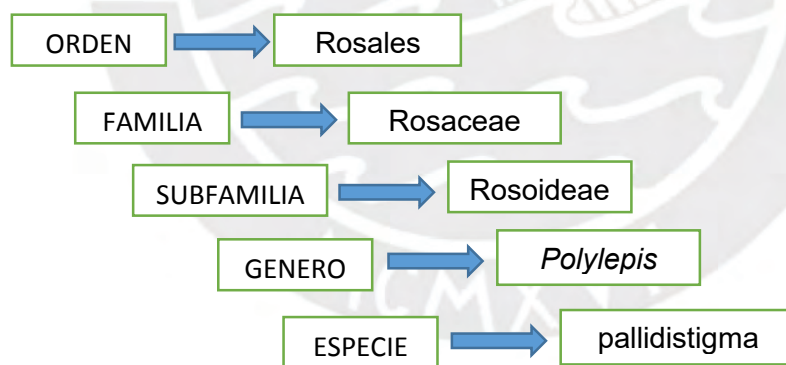 ORDEN Rosales
FAMILIA Rosaceae
SUBFAMILIA Rosoideae
GENERO Polylepis
ESPECIE pallidistigma